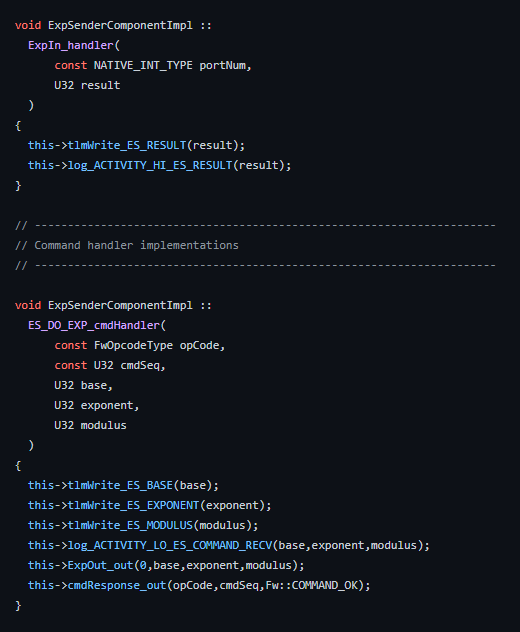 void ExpSenderComponentImpl ::
  ExpIn_handler(
      const NATIVE_INT_TYPE portNum,
      U32 result
  )
{
  this->tlmWrite_ES_RESULT(result);
  this->log_ACTIVITY_HI_ES_RESULT(result);
}

// ----------------------------------------------------------------------
// Command handler implementations
// ----------------------------------------------------------------------

void ExpSenderComponentImpl ::
  ES_DO_EXP_cmdHandler(
      const FwOpcodeType opCode,
      const U32 cmdSeq,
      U32 base,
      U32 exponent,
      U32 modulus
  )
{
  this->tlmWrite_ES_BASE(base);
  this->tlmWrite_ES_EXPONENT(exponent);
  this->tlmWrite_ES_MODULUS(modulus);
  this->log_ACTIVITY_LO_ES_COMMAND_RECV(base,exponent,modulus);
  this->ExpOut_out(0,base,exponent,modulus);
  this->cmdResponse_out(opCode,cmdSeq,Fw::COMMAND_OK);
}